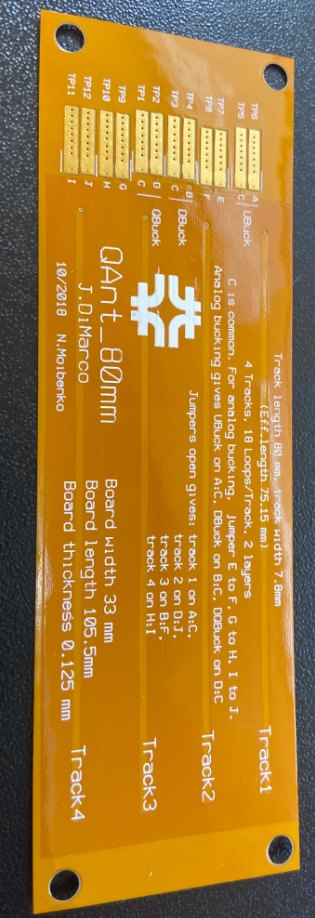 Track length 80 mm, track width 7.8mm
(Eff.length 75.15 mm)
4 Tracks, 18 Loops/Track, 2 layers
C is common. For analog bucking, jumper E to F, G to H, I to J.
Analog bucking gives UBuck on A:C, DBuck on B:C, DQBuck on D:C
Jumpers open gives: track 1 on A:C,
track 2 on D:J,
track 3 on B:F,
track 4 on H:I
QAnt_80mm
J.DiMarco
10/2018 N.Moibenko
Board width 33 mm
Board length 105.5mm
Board thickness 0.125 mm
Track1
Track2
Track3
Track4
UBuck
DBuck
QBuck
TP6 A
TP5 C
TP7 E
TP8 F
TP4 B
TP3 C
TP2 D
TP1 C
TP9 G
TP10 H
TP12 J
TP11 I